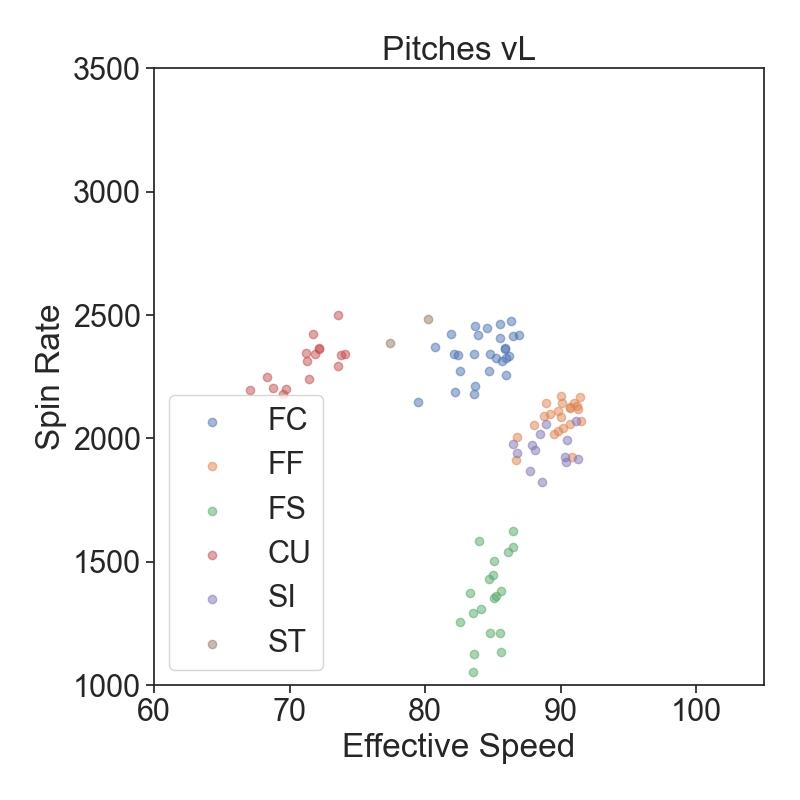 Pitches vL
3500
3000
2500
2000
1500
1000
Spin Rate
FC
FF
FS
CU
SI
ST
60 70 80 90 100
Effective Speed